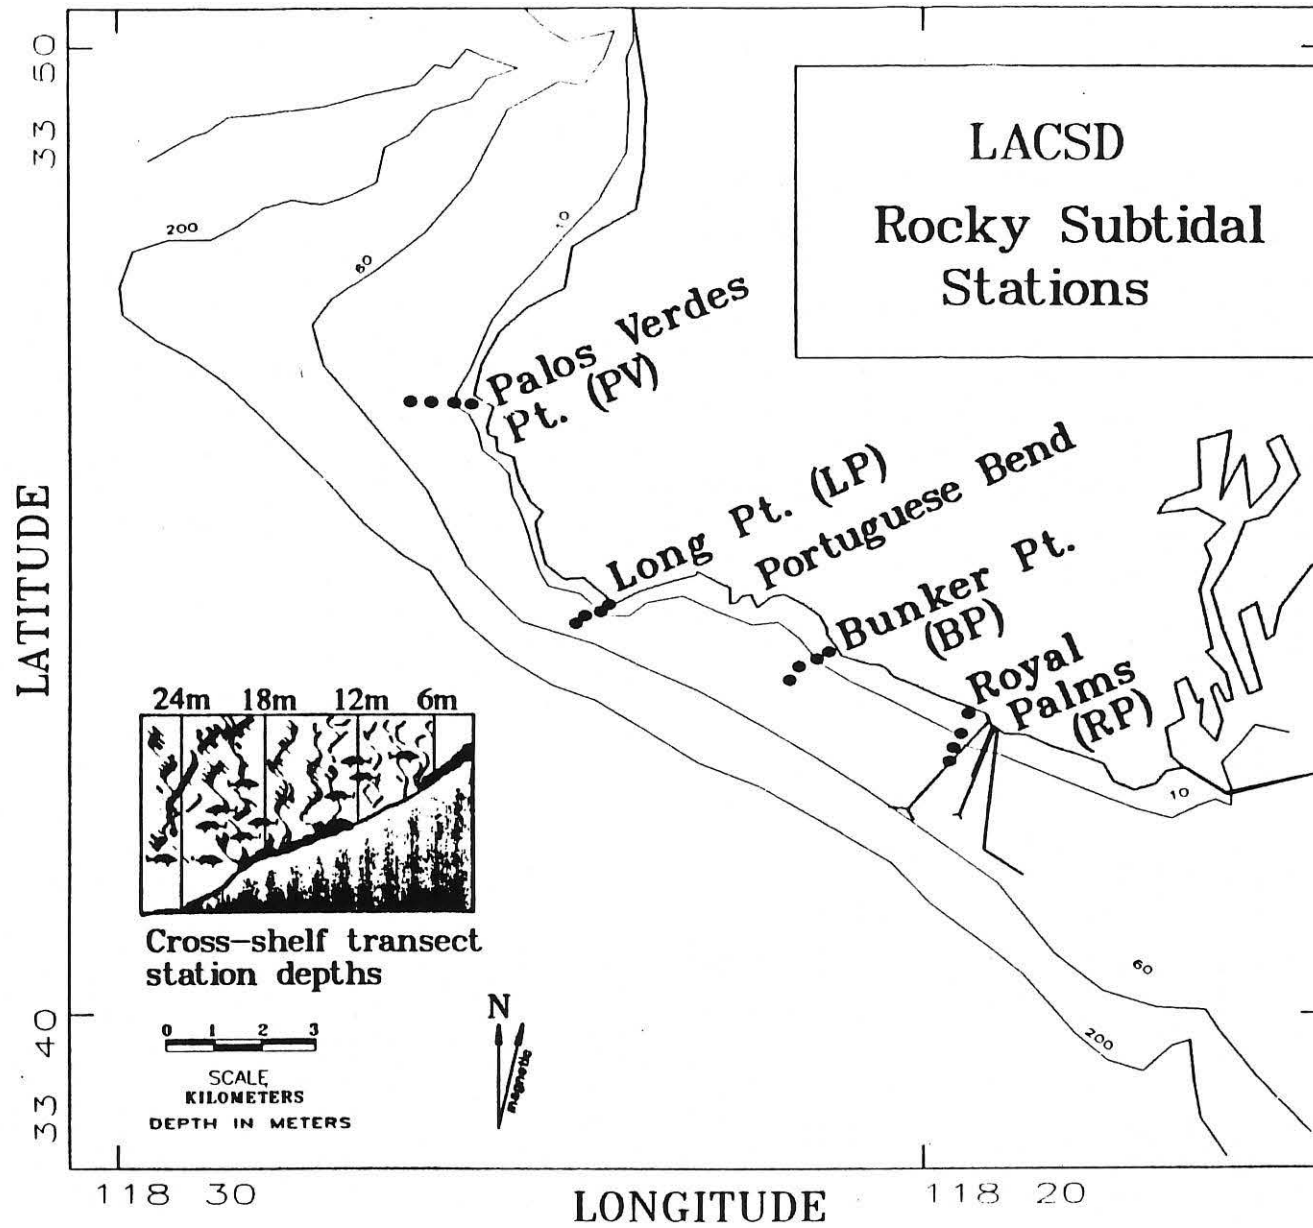 LACSD
Rocky Subtidal
Stations
33 50
200
60
10
Palos Verdes
Pt. (PV)
Long Pt. (LP)
Portuguese Bend
Bunker Pt.
(BP)
Royal
Palms
(RP)
LATITUDE
24m 18m 12m 6m
10
Cross-shelf transect
station depths
60
200
N
magnetic
0 1 2 3
SCALE
KILOMETERS
DEPTH IN METERS
33 40
118 30
LONGITUDE
118 20